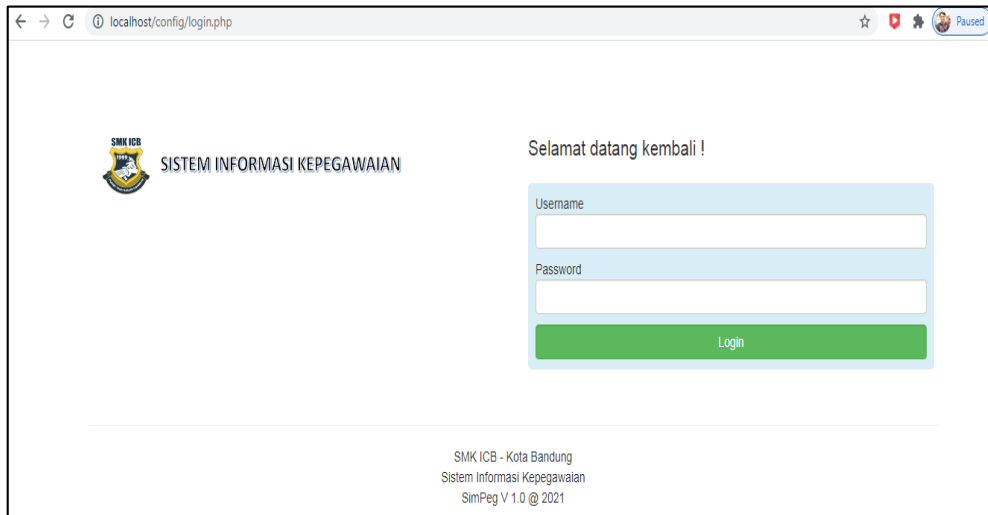 localhost/config/login.php
Paused
SMK ICB
1989
SISTEM INFORMASI KEPEGAWAIAN
Selamat datang kembali !
Username
Password
Login
SMK ICB - Kota Bandung
Sistem Informasi Kepegawaian
SimPeg V 1.0 @ 2021